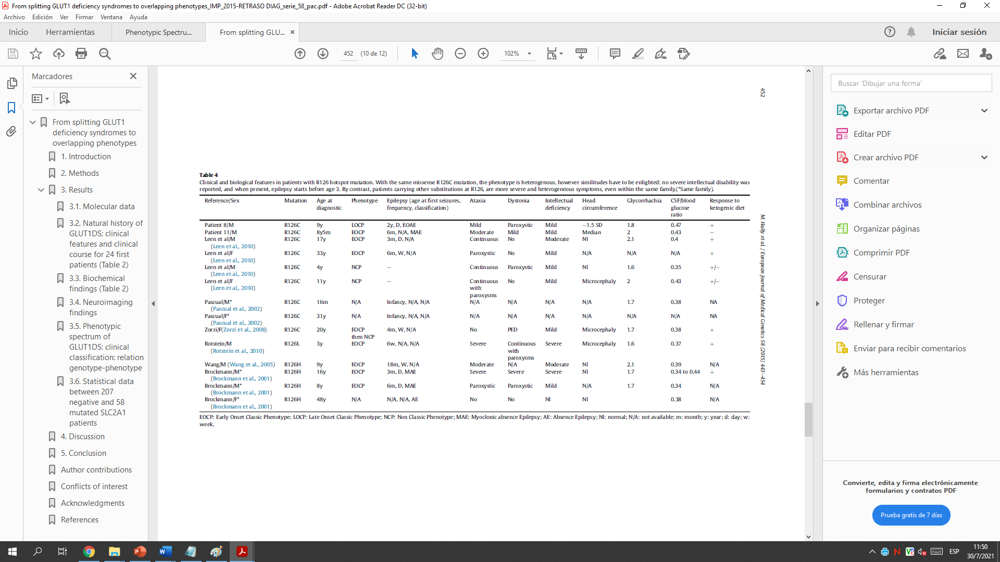 From splitting GLUT1 deficiency syndromes to overlapping phenotypes_IMP_2015-RETRASO DIAG_serie_58_pac.pdf - Adobe Acrobat Reader DC (32-bit)
Archivo Edición Ver Firmar Ventana Ayuda
Inicio Herramientas Phenotypic Spectru... From splitting GLU... Iniciar sesión
452 (10 de 12) 102%
Marcadores
From splitting GLUT1
deficiency syndromes to
overlapping phenotypes
1. Introduction
2. Methods
3. Results
3.1. Molecular data
3.2. Natural history of
GLUT1DS: clinical
features and clinical
course for 24 first
patients (Table 2)
3.3. Biochemical
findings (Table 2)
3.4. Neuroimaging
findings
3.5. Phenotypic
spectrum of
GLUT1DS: clinical
classification: relation
genotype-phenotype
3.6. Statistical data
between 207
negative and 58
mutated SLC2A1
patients
4. Discussion
5. Conclusion
Author contributions
Conflicts of interest
Acknowledgments
References
452
M. Hully et al. / European Journal of Medical Genetics 58 (2015) 443–454
Table 4
Clinical and biological features in patients with R126 hotspot mutation. With the same missense R126C mutation, the phenotype is heterogenous, however similitudes have to be enlighted: no severe intellectual disability was
reported, and when present, epilepsy starts before age 3. By contrast, patients carrying other substitutions at R126, are more severe and heterogeneous symptoms, even within the same family.(*Same family).
Reference/Sex Mutation Age at Phenotype Epilepsy (age at first seizures, Ataxia Dystonia Intellectual Head Glycorrhachia CSF/blood Response to
diagnostic frequency, classification) deficiency circumference glucose ketogenic diet
ratio
Patient 8/M R126C 9y LOCP 2y, D, EOAE Mild Paroxystic Mild −1.5 SD 1.8 0.47 +
Patient 11/M R126C 8y5m EOCP 6m, N/A, MAE Moderate Mild Mild Median 2 0.43 −
Leen et al/M R126C 17y EOCP 3m, D, N/A Continuous No Moderate Nl 2.1 0.4 +
(Leen et al., 2010)
Leen et al/F R126C 33y EOCP 6m, W, N/A Paroxystic No Mild N/A N/A N/A +
(Leen et al., 2010)
Leen et al/M R126C 4y NCP – Continuous Paroxystic Mild Nl 1.6 0.35 +/−
(Leen et al., 2010)
Leen et al/F R126C 11y NCP – Continuous No Mild Microcephaly 2 0.43 +/−
(Leen et al., 2010) with
paroxysms
Pascual/M* R126C 16m N/A Infancy, N/A, N/A N/A N/A N/A N/A 1.7 0.38 NA
(Pascual et al., 2002)
Pascual/F* R126C 31y N/A Infancy, N/A, N/A N/A N/A N/A N/A N/A N/A NA
(Pascual et al., 2002)
Zorzi/F(Zorzi et al., 2008) R126C 20y EOCP 4m, W, N/A No PED Mild Microcephaly 1.7 0.38 +
then NCP
Rotstein/M R126L 3y EOCP 6w, N/A, N/A Severe Continuous Severe Microcephaly 1.6 0.37 +
(Rotstein et al., 2010) with
paroxysms
Wang/M (Wang et al., 2005) R126H 9y EOCP 18m, W, N/A Moderate N/A Moderate Nl 2.1 0.39 N/A
Brockmann/M* R126H 16y EOCP 3m, D, MAE Severe Severe Severe Nl 1.7 0.34 to 0.44 +
(Brockmann et al., 2001)
Brockmann/M* R126H 8y EOCP 6m, D, MAE Paroxystic Paroxystic Mild N/A 1.7 0.34 N/A
(Brockmann et al., 2001)
Brockmann/F* R126H 48y N/A N/A, N/A, AE No No Nl Nl 0.38 N/A
(Brockmann et al., 2001)
EOCP: Early Onset Classic Phenotype; LOCP: Late Onset Classic Phenotype; NCP: Non Classic Phenotype; MAE: Myoclonic absence Epilepsy; AE: Absence Epilepsy; Nl: normal; N/A: not available; m: month; y: year; d: day; w:
week.
Buscar 'Dibujar una forma'
Exportar archivo PDF
Editar PDF
Crear archivo PDF
Comentar
Combinar archivos
Organizar páginas
Comprimir PDF
Censurar
Proteger
Rellenar y firmar
Enviar para recibir comentarios
Más herramientas
Convierte, edita y firma electrónicamente
formularios y contratos PDF
Prueba gratis de 7 días
ESP
11:50
30/7/2021